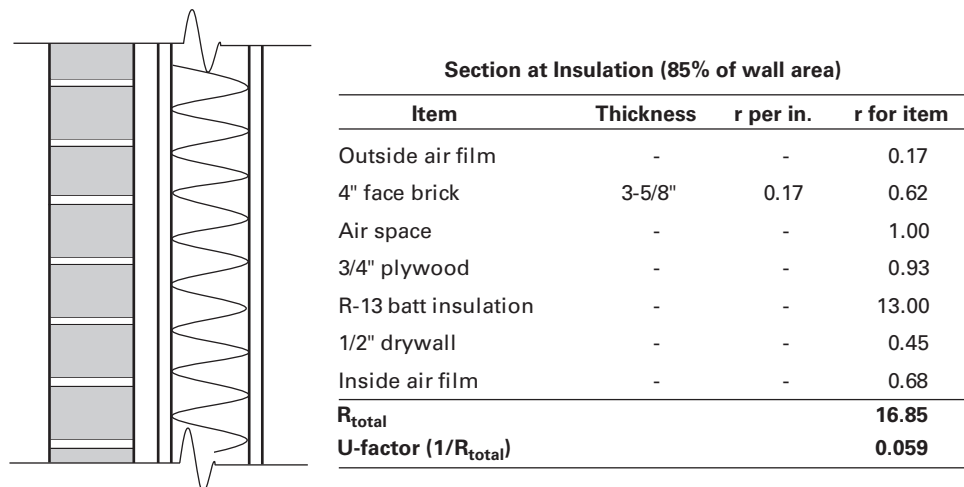 Section at Insulation (85% of wall area)
Item Thickness r per in. r for item
Outside air film - - 0.17
4" face brick 3-5/8" 0.17 0.62
Air space - - 1.00
3/4" plywood - - 0.93
R-13 batt insulation - - 13.00
1/2" drywall - - 0.45
Inside air film - - 0.68
Rtotal 16.85
U-factor (1/Rtotal) 0.059